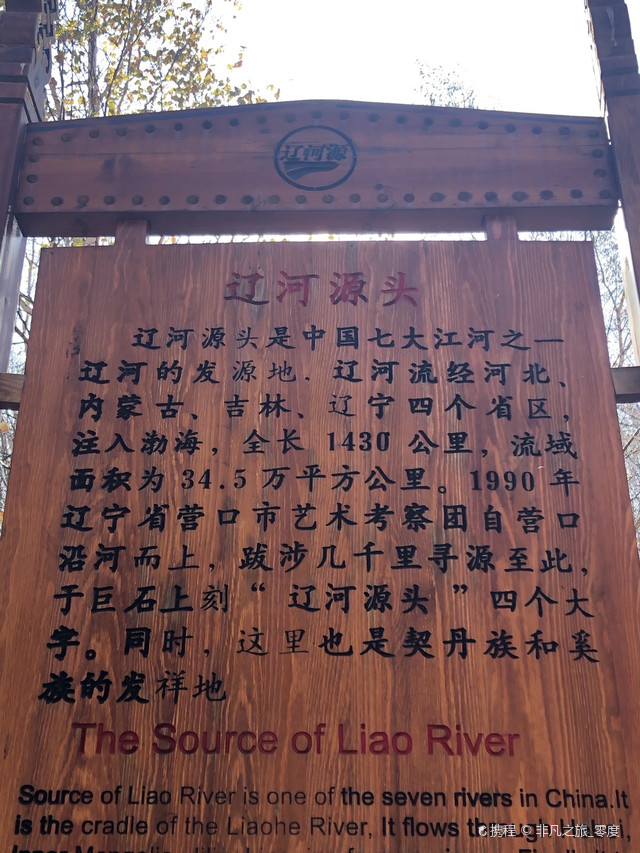 辽河源
辽河源头
辽河源头是中国七大江河之一
辽河的发源地．辽河流经河北、
内蒙古、吉林、辽宁四个省区，
注入渤海，全长 1430 公里，流域
面积为 34.5 万平方公里。1990 年
辽宁省营口市艺术考察团自营口
沿河而上，跋涉几千里寻源至此，
于巨石上刻“辽河源头”四个大
字。同时，这里也是契丹族和奚
族的发祥地
The Source of Liao River
Source of Liao River is one of the seven rivers in China.It
is the cradle of the Liaohe River, It flows through Hebei,
携程 @ 非凡之旅_零度